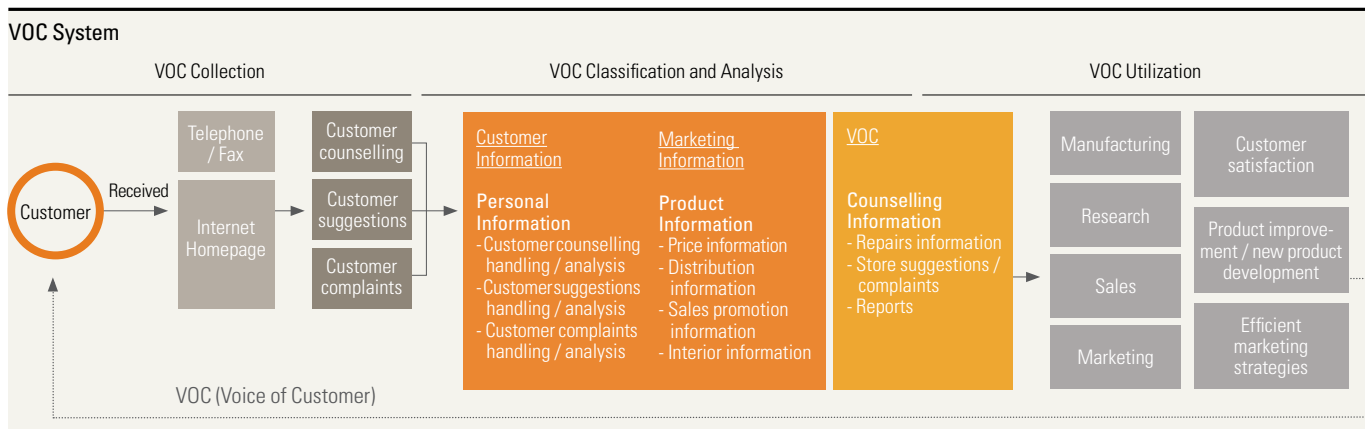 VOC System
VOC Collection
VOC Classification and Analysis
VOC Utilization
Customer
Received
Telephone
/ Fax
Internet
Homepage
Customer
counselling
Customer
suggestions
Customer
complaints
Customer
Information
Personal
Information
- Customer counselling
handling / analysis
- Customer suggestions
handling / analysis
- Customer complaints
handling / analysis
Marketing
Information
Product
Information
- Price information
- Distribution
information
- Sales promotion
information
- Interior information
VOC
Counselling
Information
- Repairs information
- Store suggestions /
complaints
- Reports
Manufacturing
Research
Sales
Marketing
Customer
satisfaction
Product improve-
ment / new product
development
Efficient
marketing
strategies
VOC (Voice of Customer)